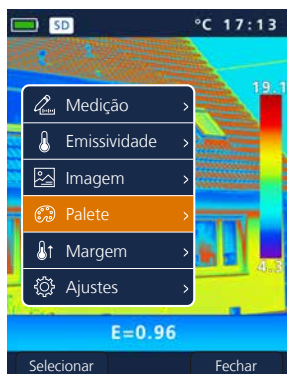 SD °C 17:13
19.1
Medição
Emissividade
Imagem
Palete
Margem
Ajustes
4.3
E=0.96
Selecionar Fechar